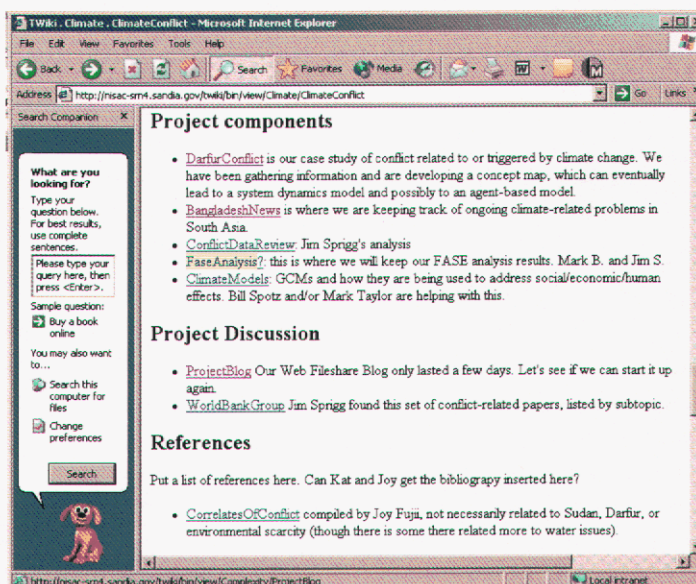 TWiki . Climate . ClimateConflict - Microsoft Internet Explorer
File Edit View Favorites Tools Help
Back Search Favorites Media
Address http://nisac-srn4.sandia.gov/twiki/bin/view/Climate/ClimateConflict Go Links
Search Companion
What are you
looking for?
Type your
question below.
For best results,
use complete
sentences.
Please type your
query here, then
press <Enter>.
Sample question:
Buy a book
online
You may also want
to...
Search this
computer for
files
Change
preferences
Search
Project components
• DarfurConflict is our case study of conflict related to or triggered by climate change. We
have been gathering information and are developing a concept map, which can eventually
lead to a system dynamics model and possibly to an agent-based model.
• BangladeshNews is where we are keeping track of ongoing climate-related problems in
South Asia.
• ConflictDataReview: Jim Sprigg's analysis
• FaseAnalysis?: this is where we will keep our FASE analysis results. Mark B. and Jim S.
• ClimateModels: GCMs and how they are being used to address social/economic/human
effects. Bill Spotz and/or Mark Taylor are helping with this.
Project Discussion
• ProjectBlog Our Web Fileshare Blog only lasted a few days. Let's see if we can start it up
again.
• WorldBankGroup Jim Sprigg found this set of conflict-related papers, listed by subtopic.
References
Put a list of references here. Can Kat and Joy get the bibliograpy inserted here?
• CorrelatesOfConflict compiled by Joy Fujii, not necessarily related to Sudan, Darfur, or
environmental scarcity (though there is some there related more to water issues).
http://nisac-srn4.sandia.gov/twiki/bin/view/Complexity/ProjectBlog Local intranet